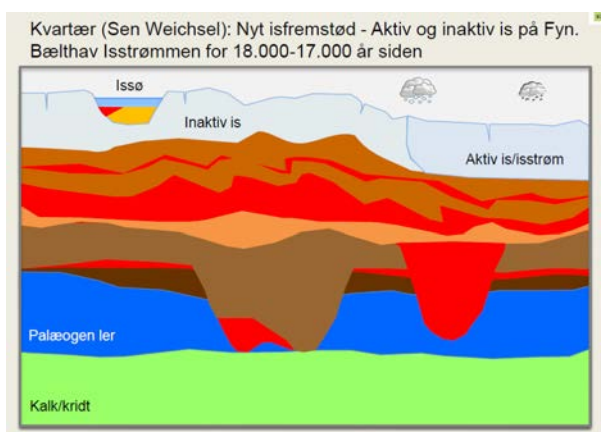 Kvartær (Sen Weichsel): Nyt isfremstød - Aktiv og inaktiv is på Fyn.
Bælthav Isstrømmen for 18.000-17.000 år siden
Issø
Inaktiv is
Aktiv is/isstrøm
Palæogen ler
Kalk/kridt